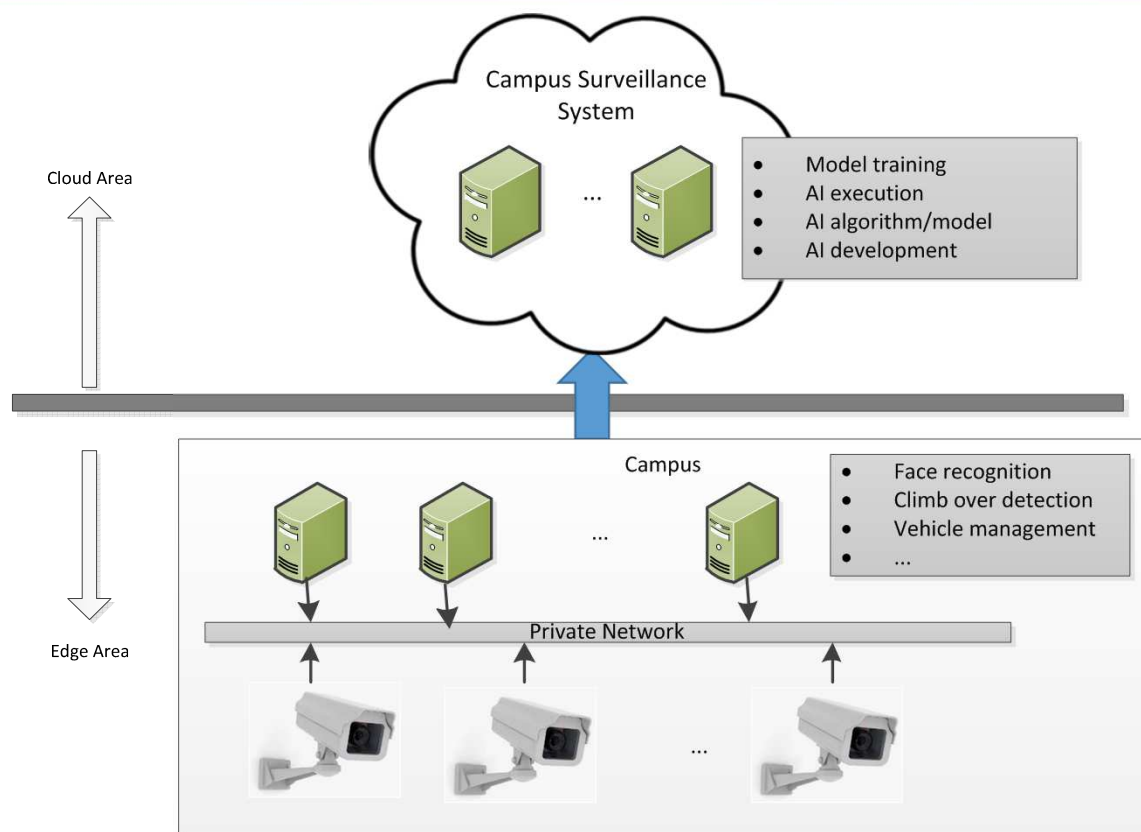 Campus Surveillance
System
...
• Model training
• AI execution
• AI algorithm/model
• AI development
Cloud Area
Campus
• Face recognition
• Climb over detection
• Vehicle management
• ...
...
Private Network
Edge Area
...